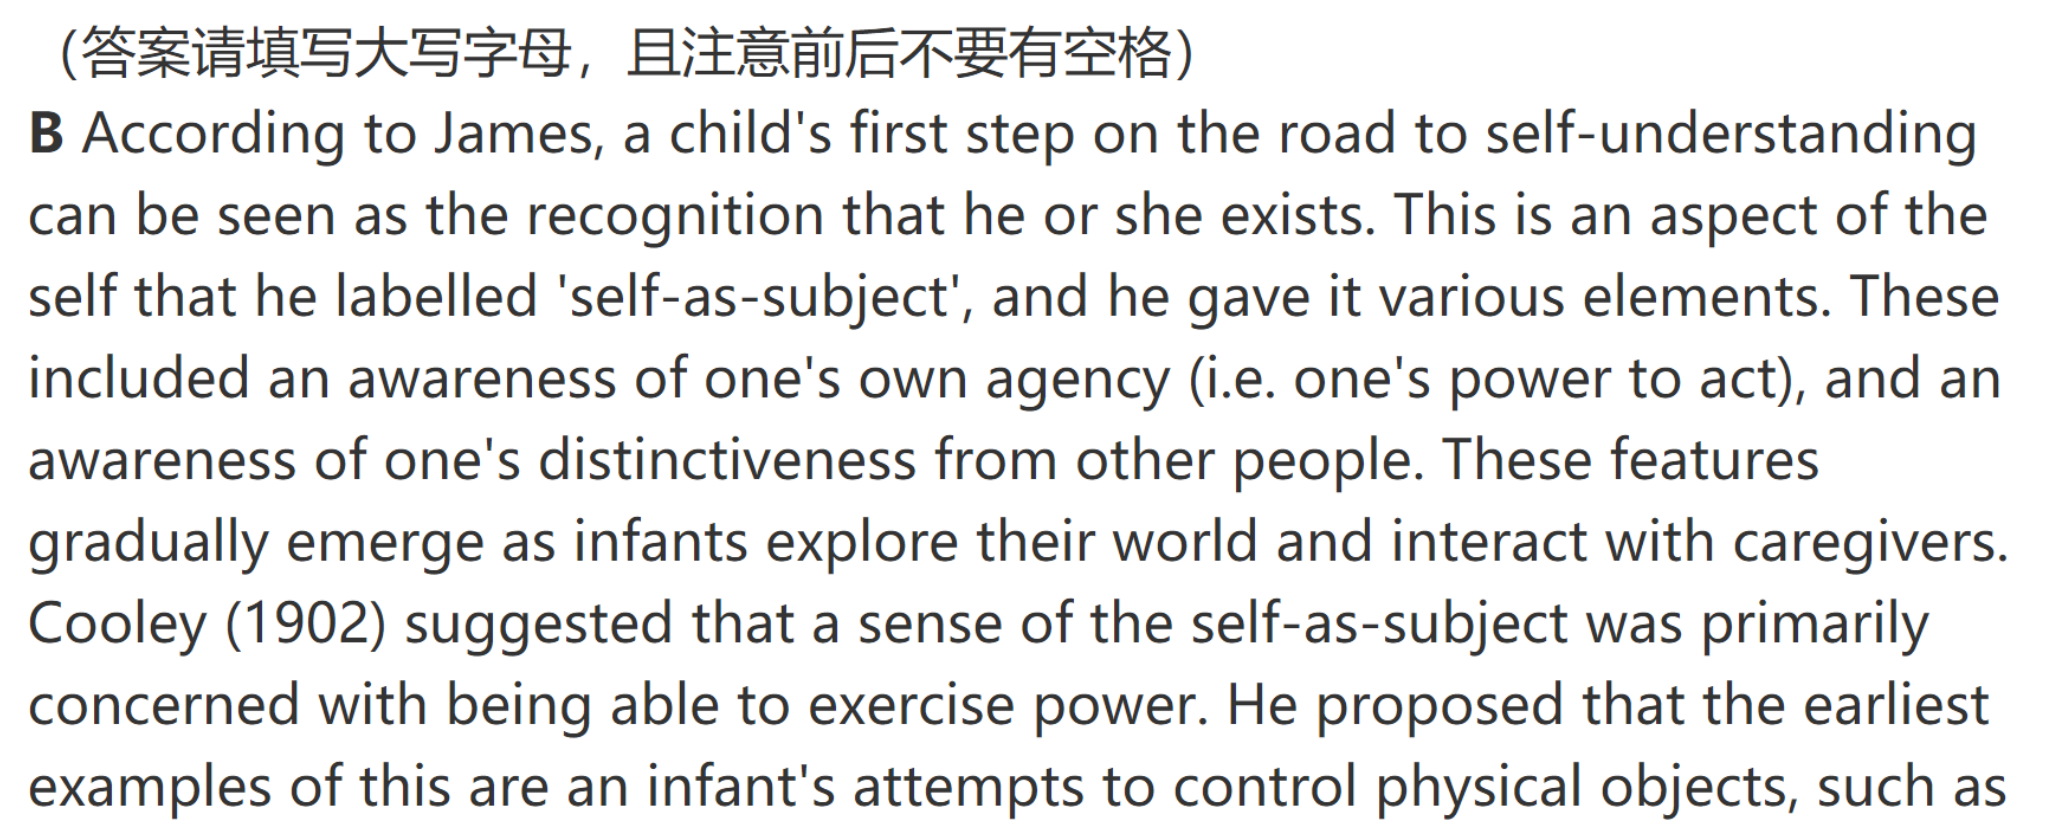 （答案请填写大写字母，且注意前后不要有空格）
B According to James, a child's first step on the road to self-understanding
can be seen as the recognition that he or she exists. This is an aspect of the
self that he labelled 'self-as-subject', and he gave it various elements. These
included an awareness of one's own agency (i.e. one's power to act), and an
awareness of one's distinctiveness from other people. These features
gradually emerge as infants explore their world and interact with caregivers.
Cooley (1902) suggested that a sense of the self-as-subject was primarily
concerned with being able to exercise power. He proposed that the earliest
examples of this are an infant's attempts to control physical objects, such as